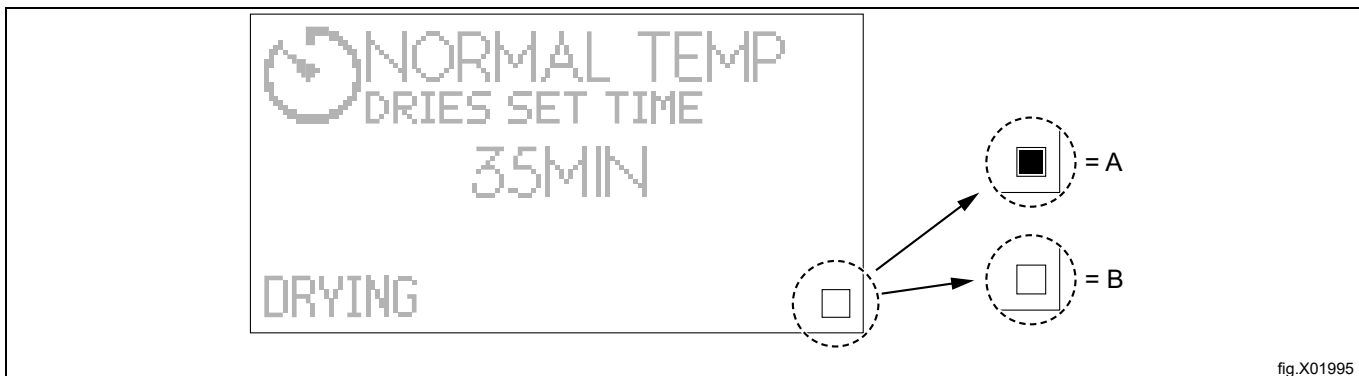 NORMAL TEMP
DRIES SET TIME
35MIN
DRYING
= A
= B
fig.X01995